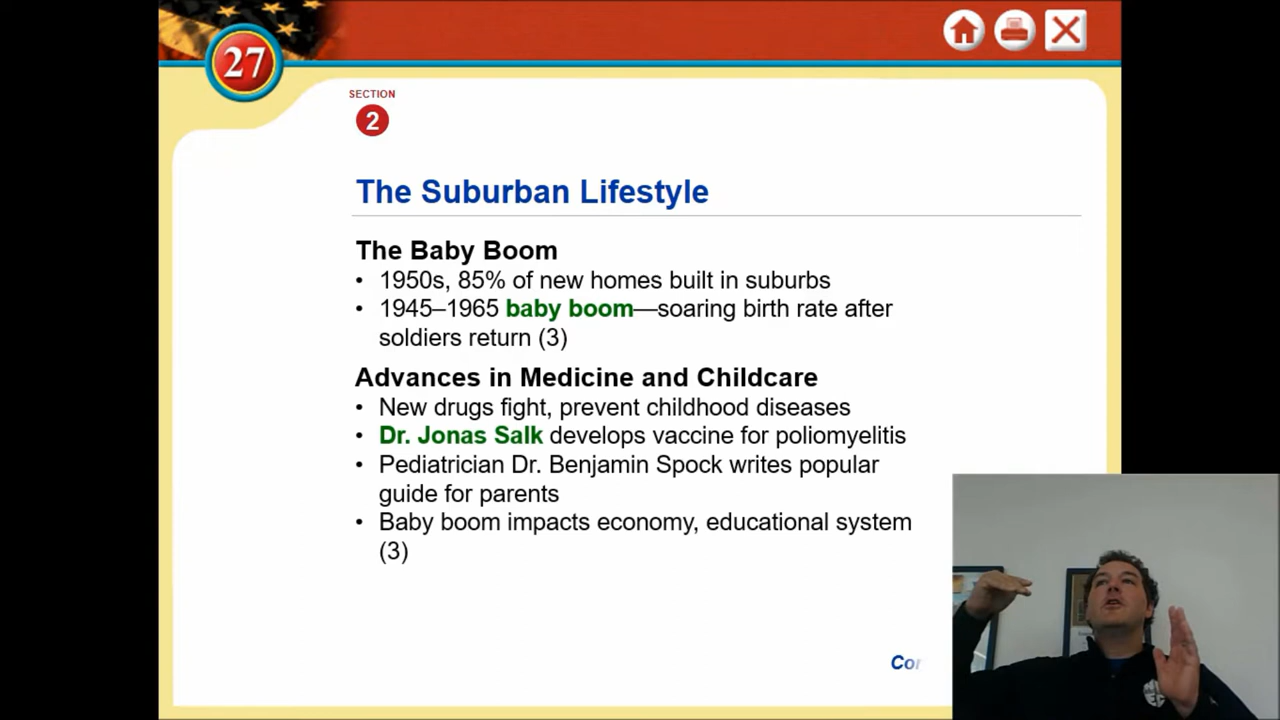 27
SECTION
2
The Suburban Lifestyle
The Baby Boom
• 1950s, 85% of new homes built in suburbs
• 1945–1965 baby boom—soaring birth rate after
soldiers return (3)
Advances in Medicine and Childcare
• New drugs fight, prevent childhood diseases
• Dr. Jonas Salk develops vaccine for poliomyelitis
• Pediatrician Dr. Benjamin Spock writes popular
guide for parents
• Baby boom impacts economy, educational system
(3)